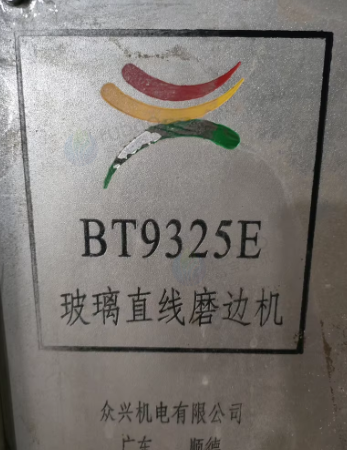 BT9325E
玻璃直线磨边机
众兴机电有限公司
广东 顺德